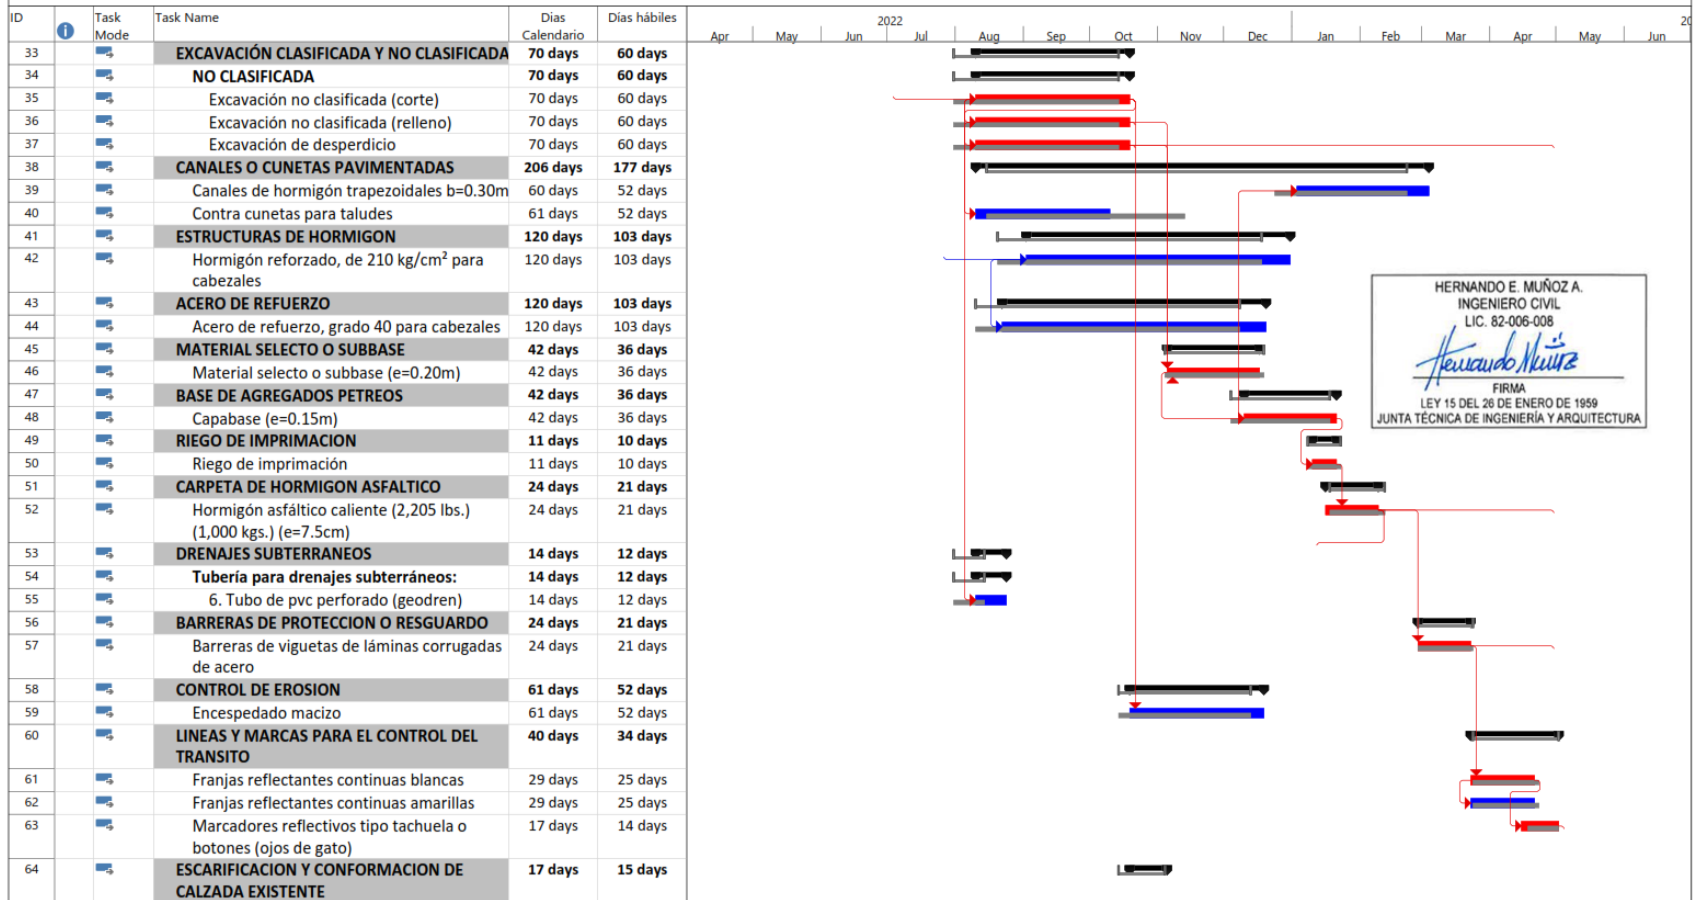 ID Task Mode Task Name Dias Calendario Días hábiles
2022 20
Apr May Jun Jul Aug Sep Oct Nov Dec Jan Feb Mar Apr May Jun
33 EXCAVACIÓN CLASIFICADA Y NO CLASIFICADA 70 days 60 days
34 NO CLASIFICADA 70 days 60 days
35 Excavación no clasificada (corte) 70 days 60 days
36 Excavación no clasificada (relleno) 70 days 60 days
37 Excavación de desperdicio 70 days 60 days
38 CANALES O CUNETAS PAVIMENTADAS 206 days 177 days
39 Canales de hormigón trapezoidales b=0.30m 60 days 52 days
40 Contra cunetas para taludes 61 days 52 days
41 ESTRUCTURAS DE HORMIGON 120 days 103 days
42 Hormigón reforzado, de 210 kg/cm² para 120 days 103 days
cabezales
43 ACERO DE REFUERZO 120 days 103 days
44 Acero de refuerzo, grado 40 para cabezales 120 days 103 days
45 MATERIAL SELECTO O SUBBASE 42 days 36 days
46 Material selecto o subbase (e=0.20m) 42 days 36 days
47 BASE DE AGREGADOS PETREOS 42 days 36 days
48 Capabase (e=0.15m) 42 days 36 days
49 RIEGO DE IMPRIMACION 11 days 10 days
50 Riego de imprimación 11 days 10 days
51 CARPETA DE HORMIGON ASFALTICO 24 days 21 days
52 Hormigón asfáltico caliente (2,205 lbs.) 24 days 21 days
(1,000 kgs.) (e=7.5cm)
53 DRENAJES SUBTERRANEOS 14 days 12 days
54 Tubería para drenajes subterráneos: 14 days 12 days
55 6. Tubo de pvc perforado (geodren) 14 days 12 days
56 BARRERAS DE PROTECCION O RESGUARDO 24 days 21 days
57 Barreras de viguetas de láminas corrugadas 24 days 21 days
de acero
58 CONTROL DE EROSION 61 days 52 days
59 Encespedado macizo 61 days 52 days
60 LINEAS Y MARCAS PARA EL CONTROL DEL 40 days 34 days
TRANSITO
61 Franjas reflectantes continuas blancas 29 days 25 days
62 Franjas reflectantes continuas amarillas 29 days 25 days
63 Marcadores reflectivos tipo tachuela o 17 days 14 days
botones (ojos de gato)
64 ESCARIFICACION Y CONFORMACION DE 17 days 15 days
CALZADA EXISTENTE
HERNANDO E. MUÑOZ A.
INGENIERO CIVIL
LIC. 82-006-008
Hernando Muñoz
FIRMA
LEY 15 DEL 26 DE ENERO DE 1959
JUNTA TÉCNICA DE INGENIERÍA Y ARQUITECTURA